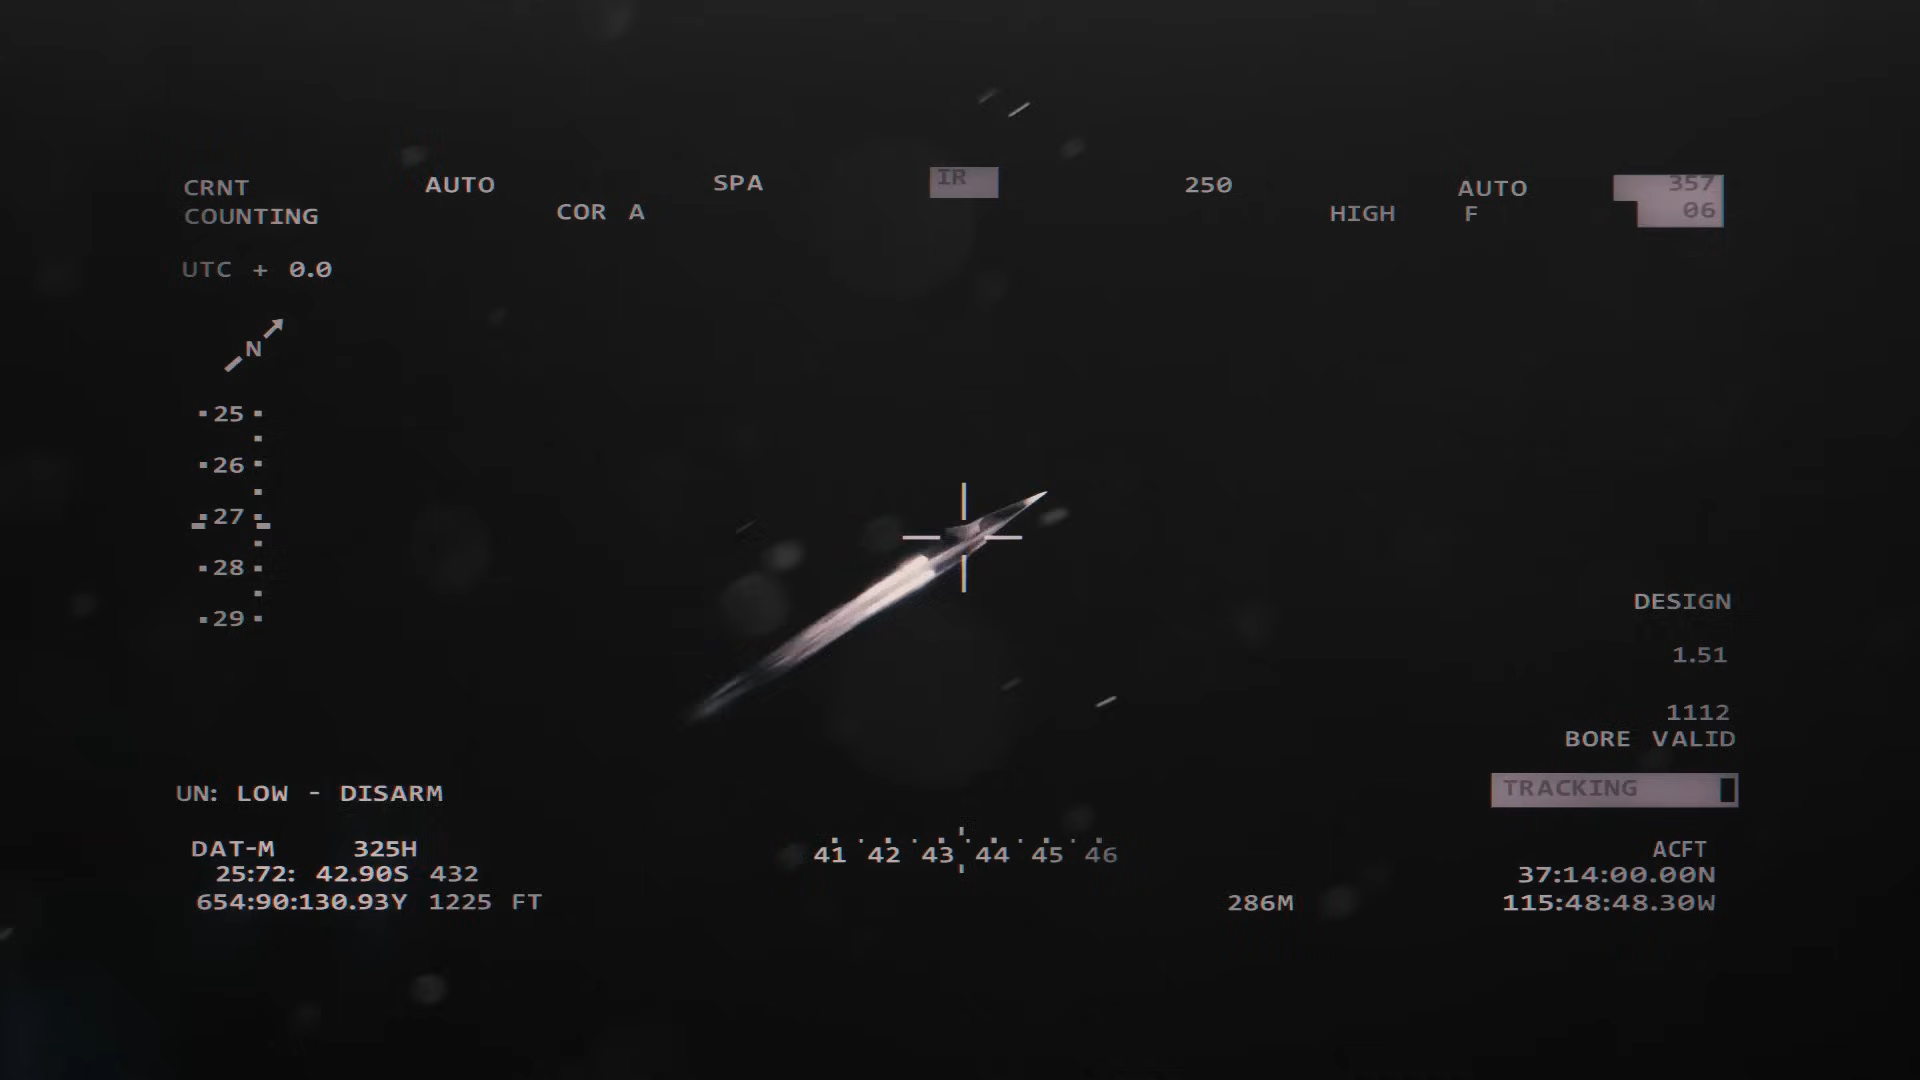 CRNT
COUNTING
AUTO
COR A
SPA
IR
250
HIGH
AUTO
F
357
06
UTC + 0.0
N
25
26
27
28
29
DESIGN
1.51
1112
BORE VALID
TRACKING
UN: LOW - DISARM
DAT-M 325H
25:72: 42.90S 432
654:90:130.93Y 1225 FT
41 42 43 44 45 46
286M
ACFT
37:14:00.00N
115:48:48.30W